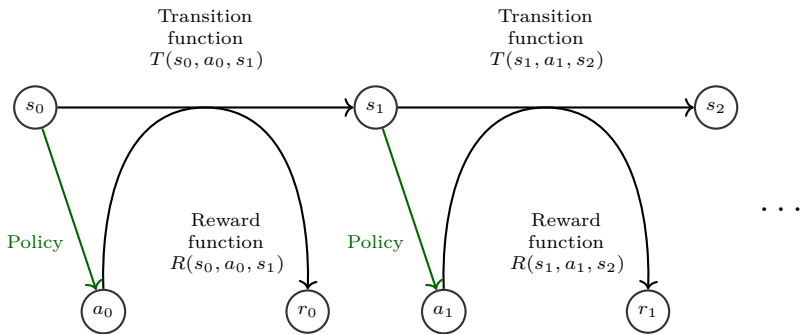 Transition
function
T(s₀, a₀, s₁)
Transition
function
T(s₁, a₁, s₂)
s₀
s₁
s₂
Policy
Reward
function
R(s₀, a₀, s₁)
Policy
Reward
function
R(s₁, a₁, s₂)
...
a₀
r₀
a₁
r₁